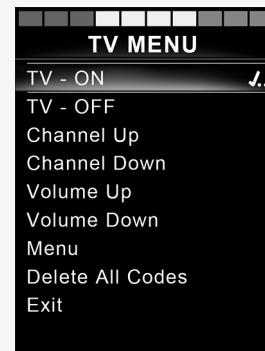 TV MENU
TV - ON
TV - OFF
Channel Up
Channel Down
Volume Up
Volume Down
Menu
Delete All Codes
Exit